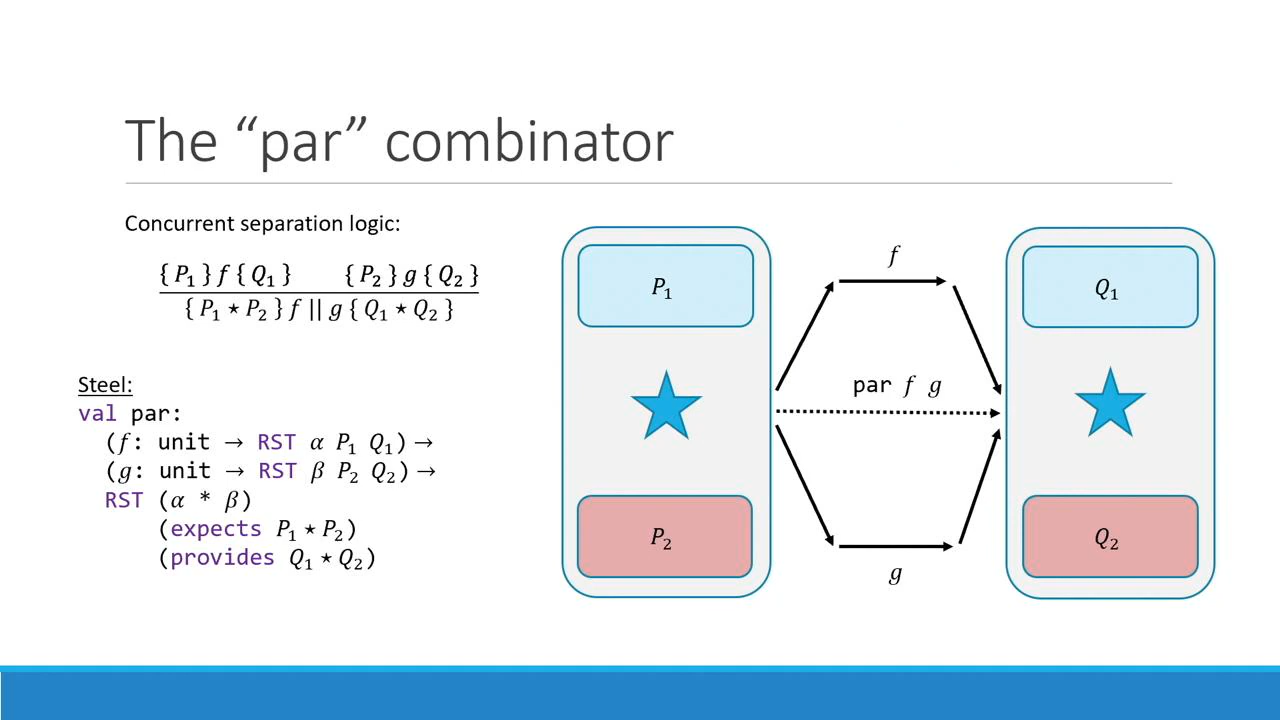 The “par” combinator
Concurrent separation logic:
{ P₁ } f { Q₁ }    { P₂ } g { Q₂ }
{ P₁ ⋆ P₂ } f || g { Q₁ ⋆ Q₂ }
Steel:
val par:
(f: unit → RST α P₁ Q₁) →
(g: unit → RST β P₂ Q₂) →
RST (α * β)
(expects P₁ ⋆ P₂)
(provides Q₁ ⋆ Q₂)
P₁
P₂
f
par f g
g
Q₁
Q₂